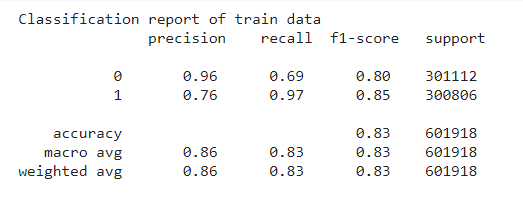 Classification report of train data
precision recall f1-score support
0 0.96 0.69 0.80 301112
1 0.76 0.97 0.85 300806
accuracy 0.83 601918
macro avg 0.86 0.83 0.83 601918
weighted avg 0.86 0.83 0.83 601918